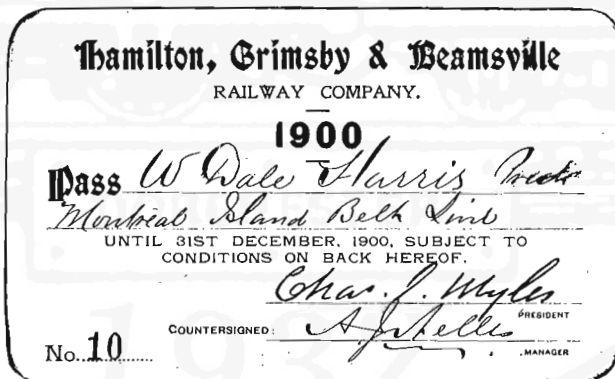 Hamilton, Grimsby & Beamsville
RAILWAY COMPANY.
1900
Pass W Dale Harris
Montreal Island Belt Line
UNTIL 31ST DECEMBER, 1900, SUBJECT TO
CONDITIONS ON BACK HEREOF.
Chas. J. Myles
PRESIDENT
COUNTERSIGNED:
MANAGER
No. 10